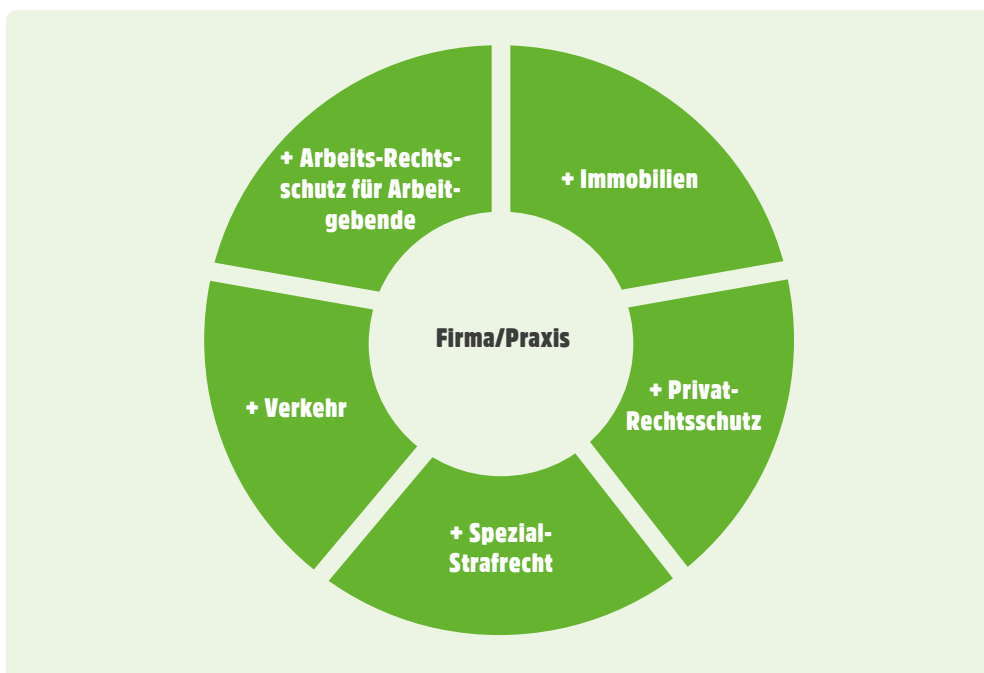 + Arbeits-Rechts-
schutz für Arbeit-
gebende
+ Immobilien
Firma/Praxis
+ Privat-
Rechtsschutz
+ Verkehr
+ Spezial-
Strafrecht